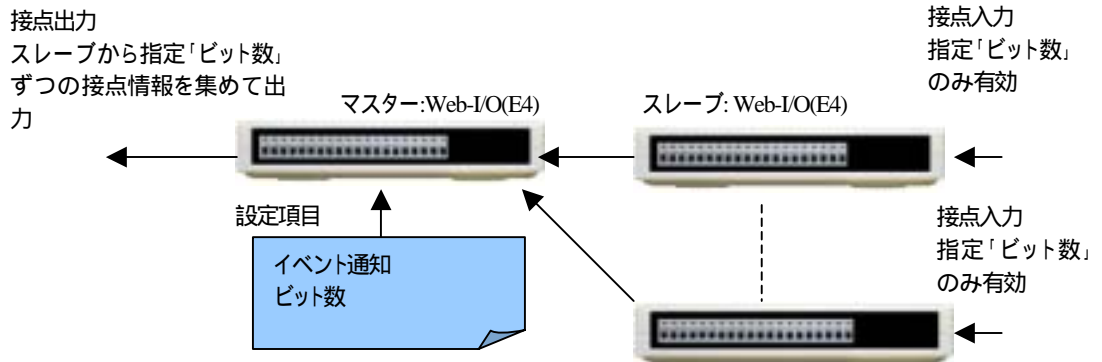 接点出力
スレーブから指定「ビット数」
ずつの接点情報を集めて出
力
マスター:Web-I/O(E4)
スレーブ: Web-I/O(E4)
接点入力
指定「ビット数」
のみ有効
設定項目
イベント通知
ビット数
接点入力
指定「ビット数」
のみ有効